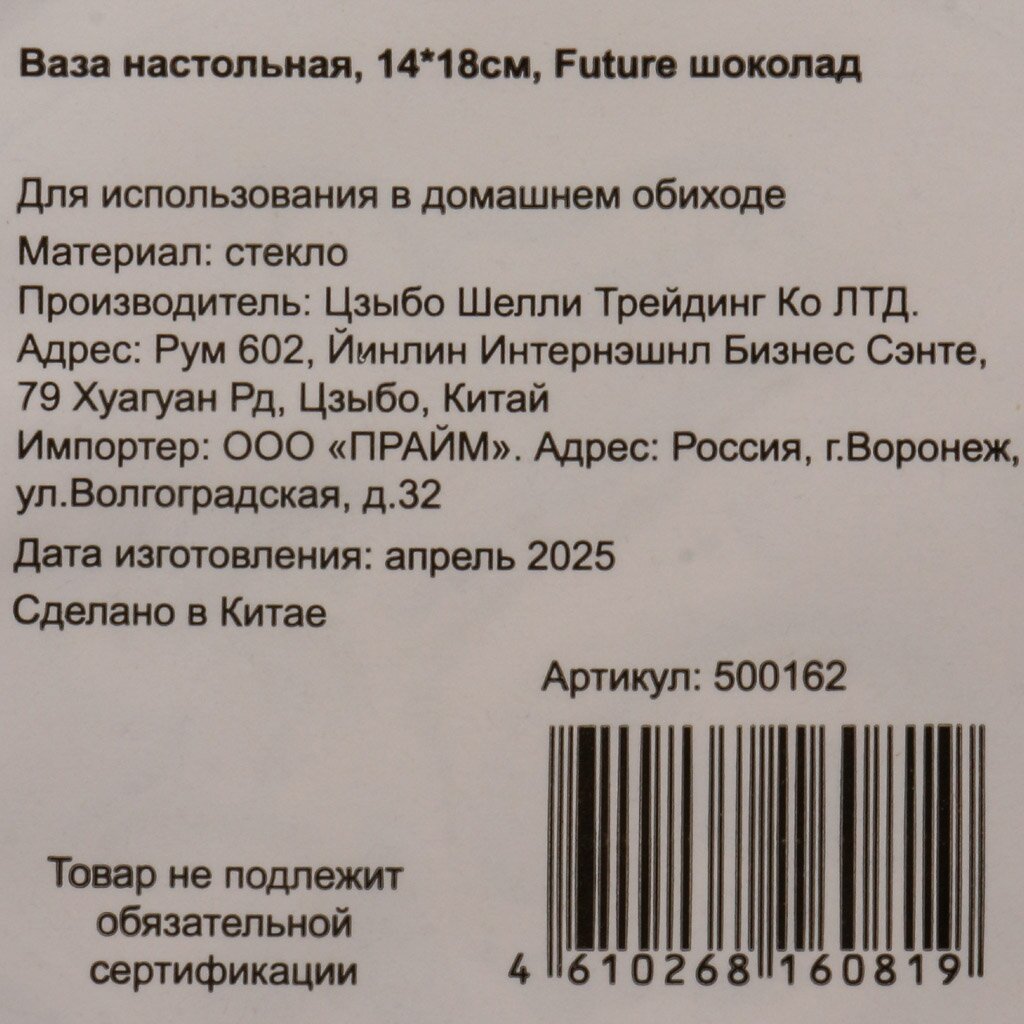 Ваза настольная, 14*18см, Future шоколад
Для использования в домашнем обиходе
Материал: стекло
Производитель: Цзыбо Шелли Трейдинг Ко ЛТД.
Адрес: Рум 602, Йинлин Интернэшнл Бизнес Сэнте,
79 Хуагуан Рд, Цзыбо, Китай
Импортер: ООО «ПРАЙМ». Адрес: Россия, г.Воронеж,
ул.Волгоградская, д.32
Дата изготовления: апрель 2025
Сделано в Китае
Артикул: 500162
Товар не подлежит
обязательной
сертификации
4 610268 160819